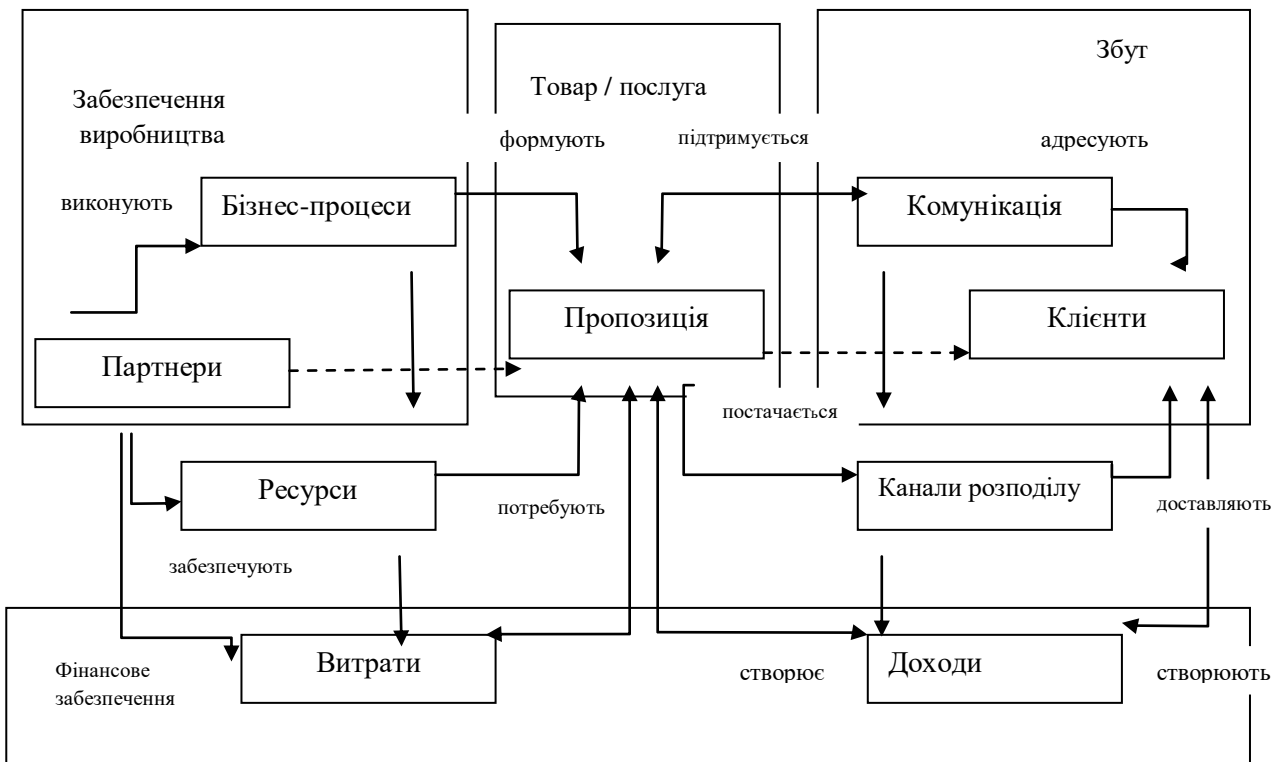 Збут
Товар / послуга
Забезпечення
виробництва
формують
підтримується
адресують
виконують
Бізнес-процеси
Комунікація
Пропозиція
Клієнти
Партнери
постачається
Ресурси
Канали розподілу
потребують
доставляють
забезпечують
Витрати
Доходи
Фінансове
забезпечення
створює
створюють